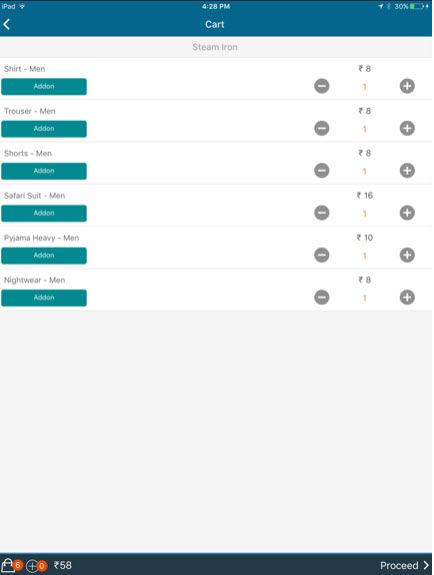 iPad 4:28 PM 30%
Cart
Steam Iron
Shirt - Men ₹ 8
Addon 1
Trouser - Men ₹ 8
Addon 1
Shorts - Men ₹ 8
Addon 1
Safari Suit - Men ₹ 16
Addon 1
Pyjama Heavy - Men ₹ 10
Addon 1
Nightwear - Men ₹ 8
Addon 1
6 0 ₹58 Proceed